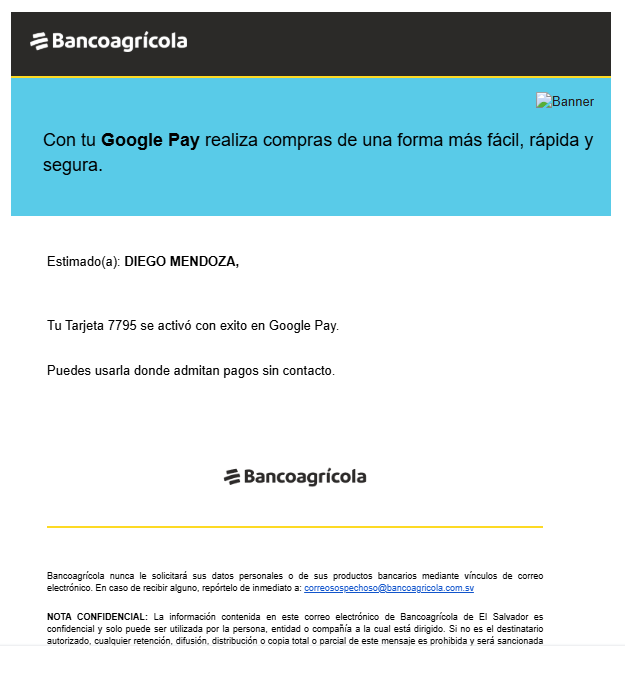 Bancoagrícola
Banner
Con tu Google Pay realiza compras de una forma más fácil, rápida y
segura.
Estimado(a): DIEGO MENDOZA,
Tu Tarjeta 7795 se activó con exito en Google Pay.
Puedes usarla donde admitan pagos sin contacto.
Bancoagrícola
Bancoagrícola nunca le solicitará sus datos personales o de sus productos bancarios mediante vínculos de correo
electrónico. En caso de recibir alguno, repórtelo de inmediato a: correosospechoso@bancoagricola.com.sv
NOTA CONFIDENCIAL: La información contenida en este correo electrónico de Bancoagrícola de El Salvador es
confidencial y solo puede ser utilizada por la persona, entidad o compañía a la cual está dirigido. Si no es el destinatario
autorizado, cualquier retención, difusión, distribución o copia total o parcial de este mensaje es prohibida y será sancionada